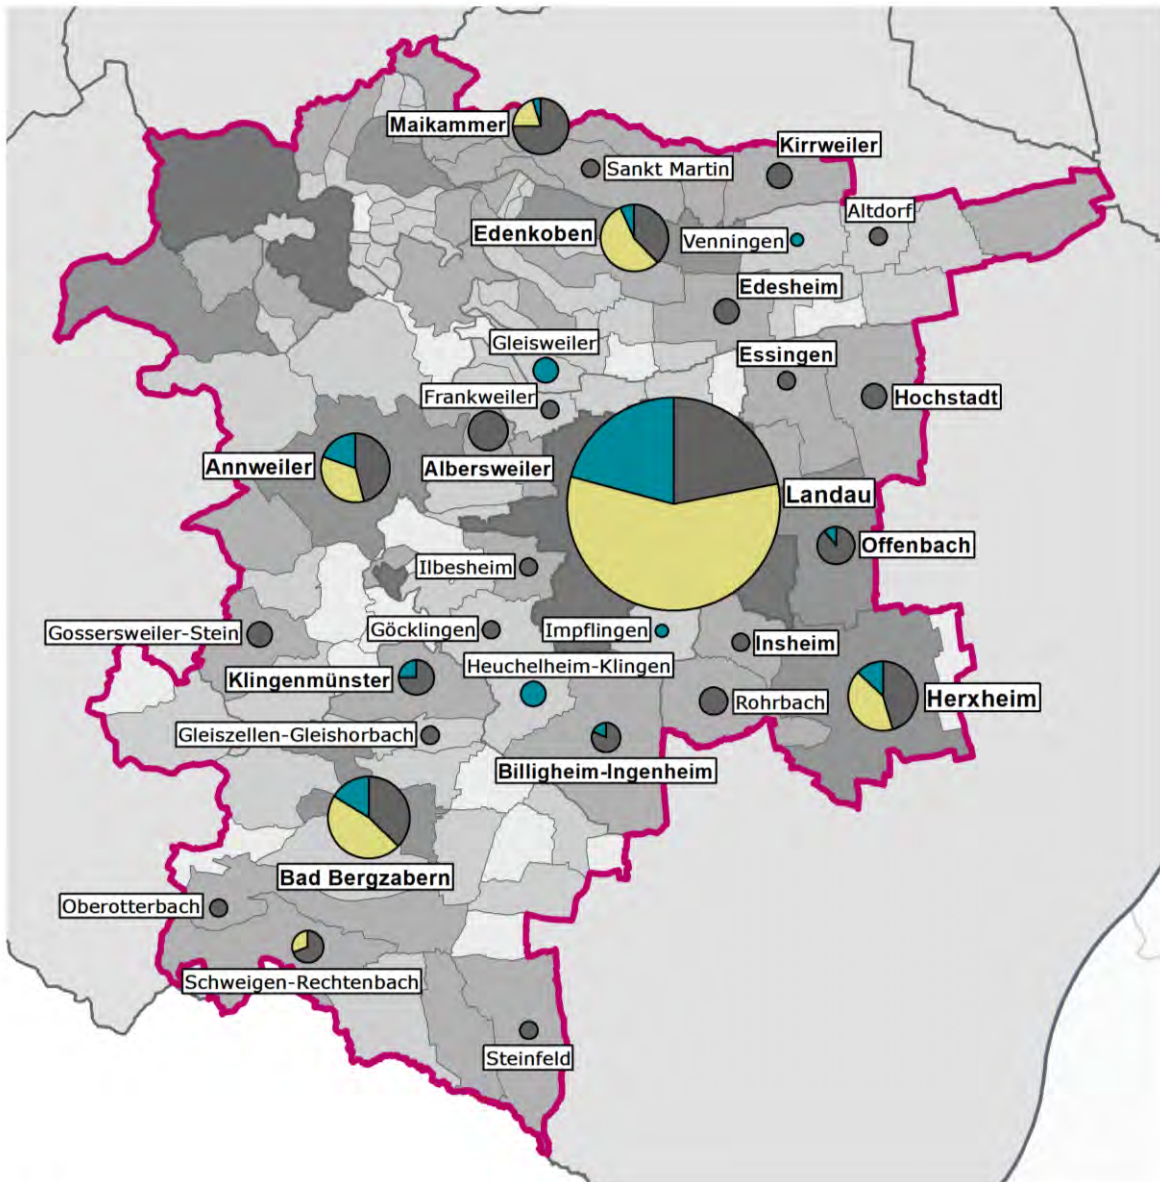 Maikammer
Kirrweiler
Sankt Martin
Altdorf
Edenkoben
Venningen
Edesheim
Gleisweiler
Essingen
Frankweiler
Hochstadt
Annweiler
Albersweiler
Landau
Offenbach
Ilbesheim
Gossersweiler-Stein
Göcklingen
Impflingen
Insheim
Heuchelheim-Klingen
Klingenmünster
Herxheim
Rohrbach
Gleiszellen-Gleishorbach
Billigheim-Ingenheim
Bad Bergzabern
Oberotterbach
Schweigen-Rechtenbach
Steinfeld